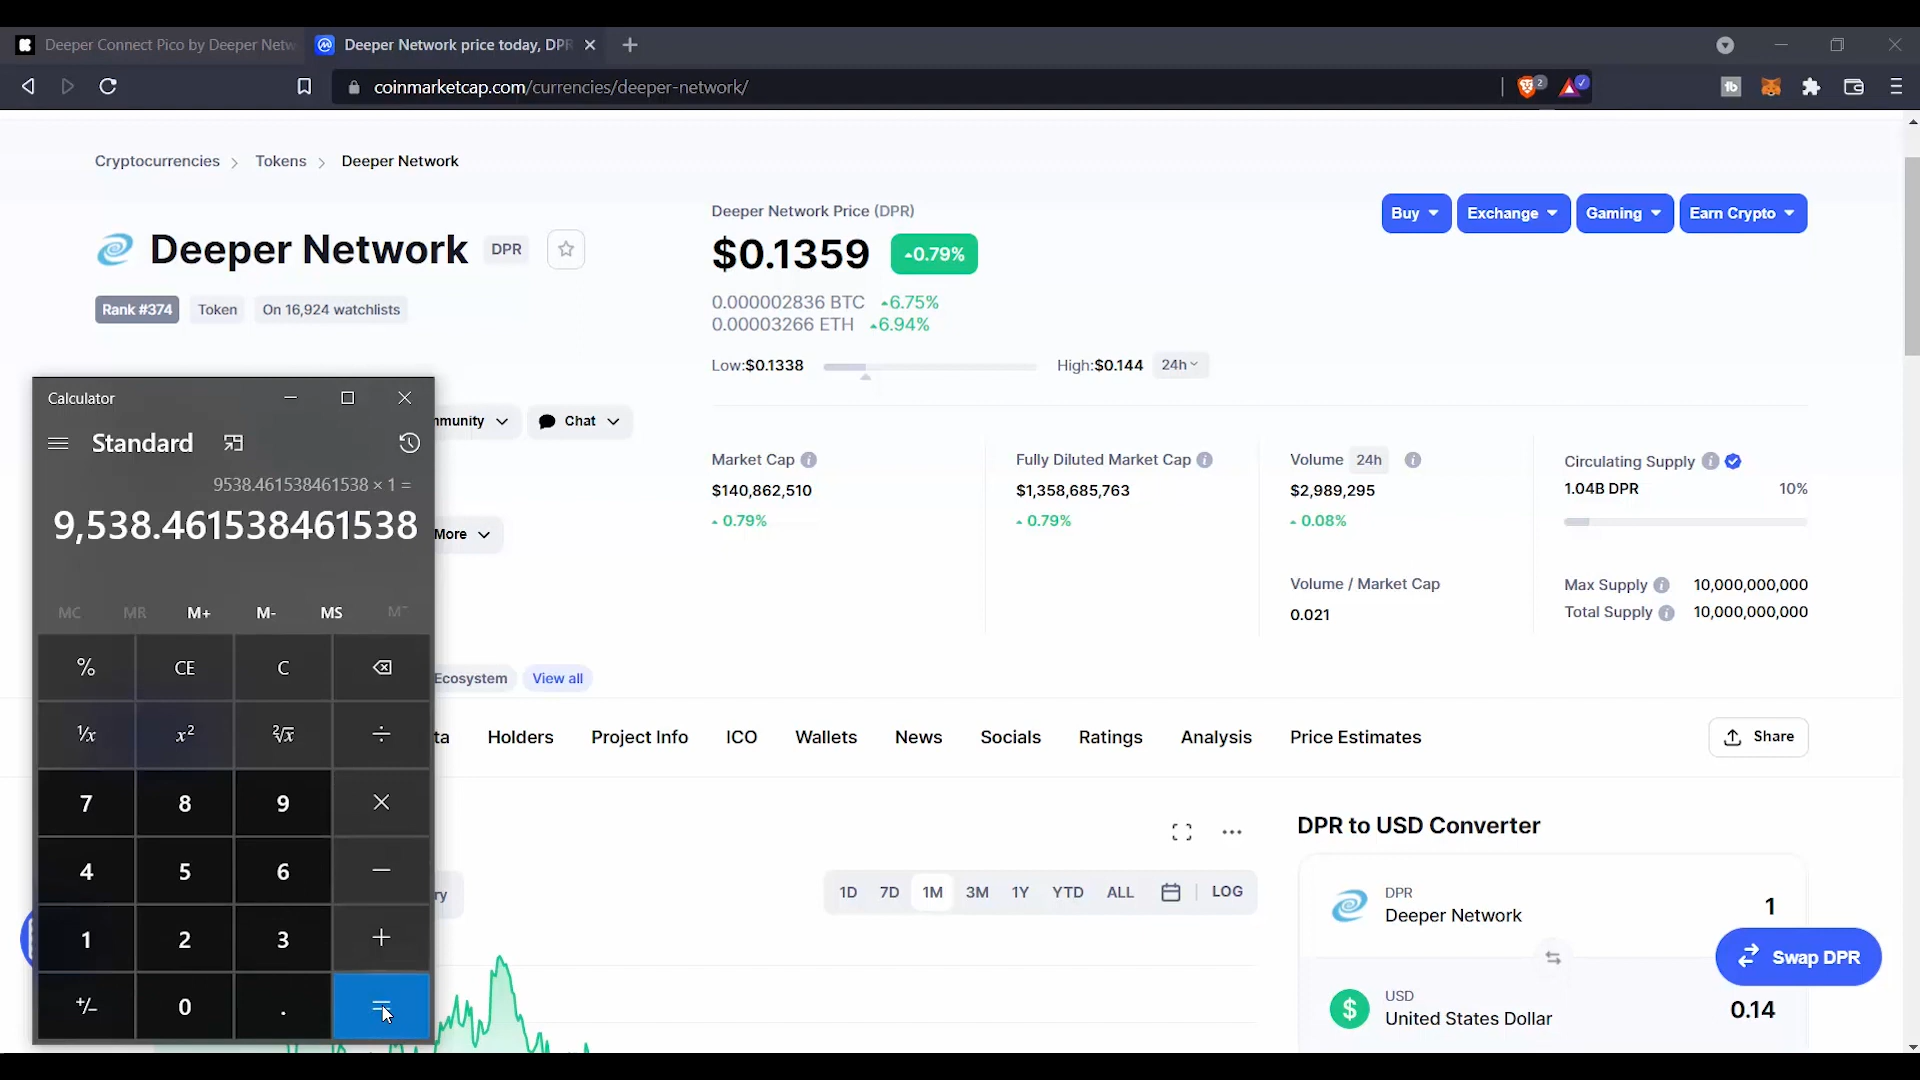 Deeper Connect Pico by Deeper Netw
Deeper Network price today, DPR
coinmarketcap.com/currencies/deeper-network/
2
Cryptocurrencies > Tokens > Deeper Network
Deeper Network DPR
Rank #374 Token On 16,924 watchlists
Deeper Network Price (DPR)
$0.1359 0.79%
0.000002836 BTC 6.75%
0.00003266 ETH 6.94%
Low:$0.1338 High:$0.144 24h
Buy Exchange Gaming Earn Crypto
mmunity Chat
More
Ecosystem View all
Market Cap
$140,862,510
0.79%
Fully Diluted Market Cap
$1,358,685,763
0.79%
Volume 24h
$2,989,295
0.08%
Volume / Market Cap
0.021
Circulating Supply
1.04B DPR 10%
Max Supply 10,000,000,000
Total Supply 10,000,000,000
ta Holders Project Info ICO Wallets News Socials Ratings Analysis Price Estimates
Share
ry
1D 7D 1M 3M 1Y YTD ALL LOG
DPR to USD Converter
DPR
Deeper Network 1
USD
United States Dollar 0.14
Swap DPR
Calculator
Standard
9538.461538461538 × 1 =
9,538.461538461538
MC MR M+ M- MS M˅
% CE C
⅟x x² ²√x ÷
7 8 9 ×
4 5 6 −
1 2 3 +
+/− 0 . =